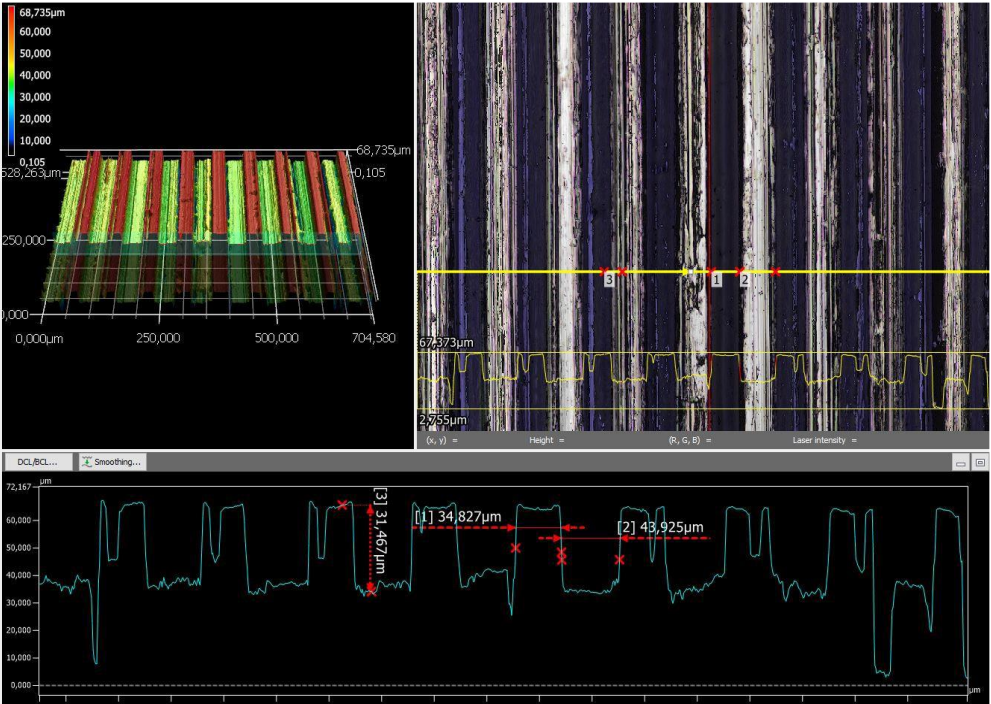 68,735µm
60,000
50,000
40,000
30,000
20,000
10,000
0,105
68,735µm
0,105
528,263µm
250,000
0,000
0,000µm
250,000
500,000
704,580
3
1
2
67,373µm
2,755µm
(x, y) =
Height =
(R, G, B) =
Laser intensity =
DCL/BCL...
Smoothing...
µm
72,167
60,000
50,000
40,000
30,000
20,000
10,000
0,000
[3] 31,467µm
[1] 34,827µm
[2] 43,925µm
µm